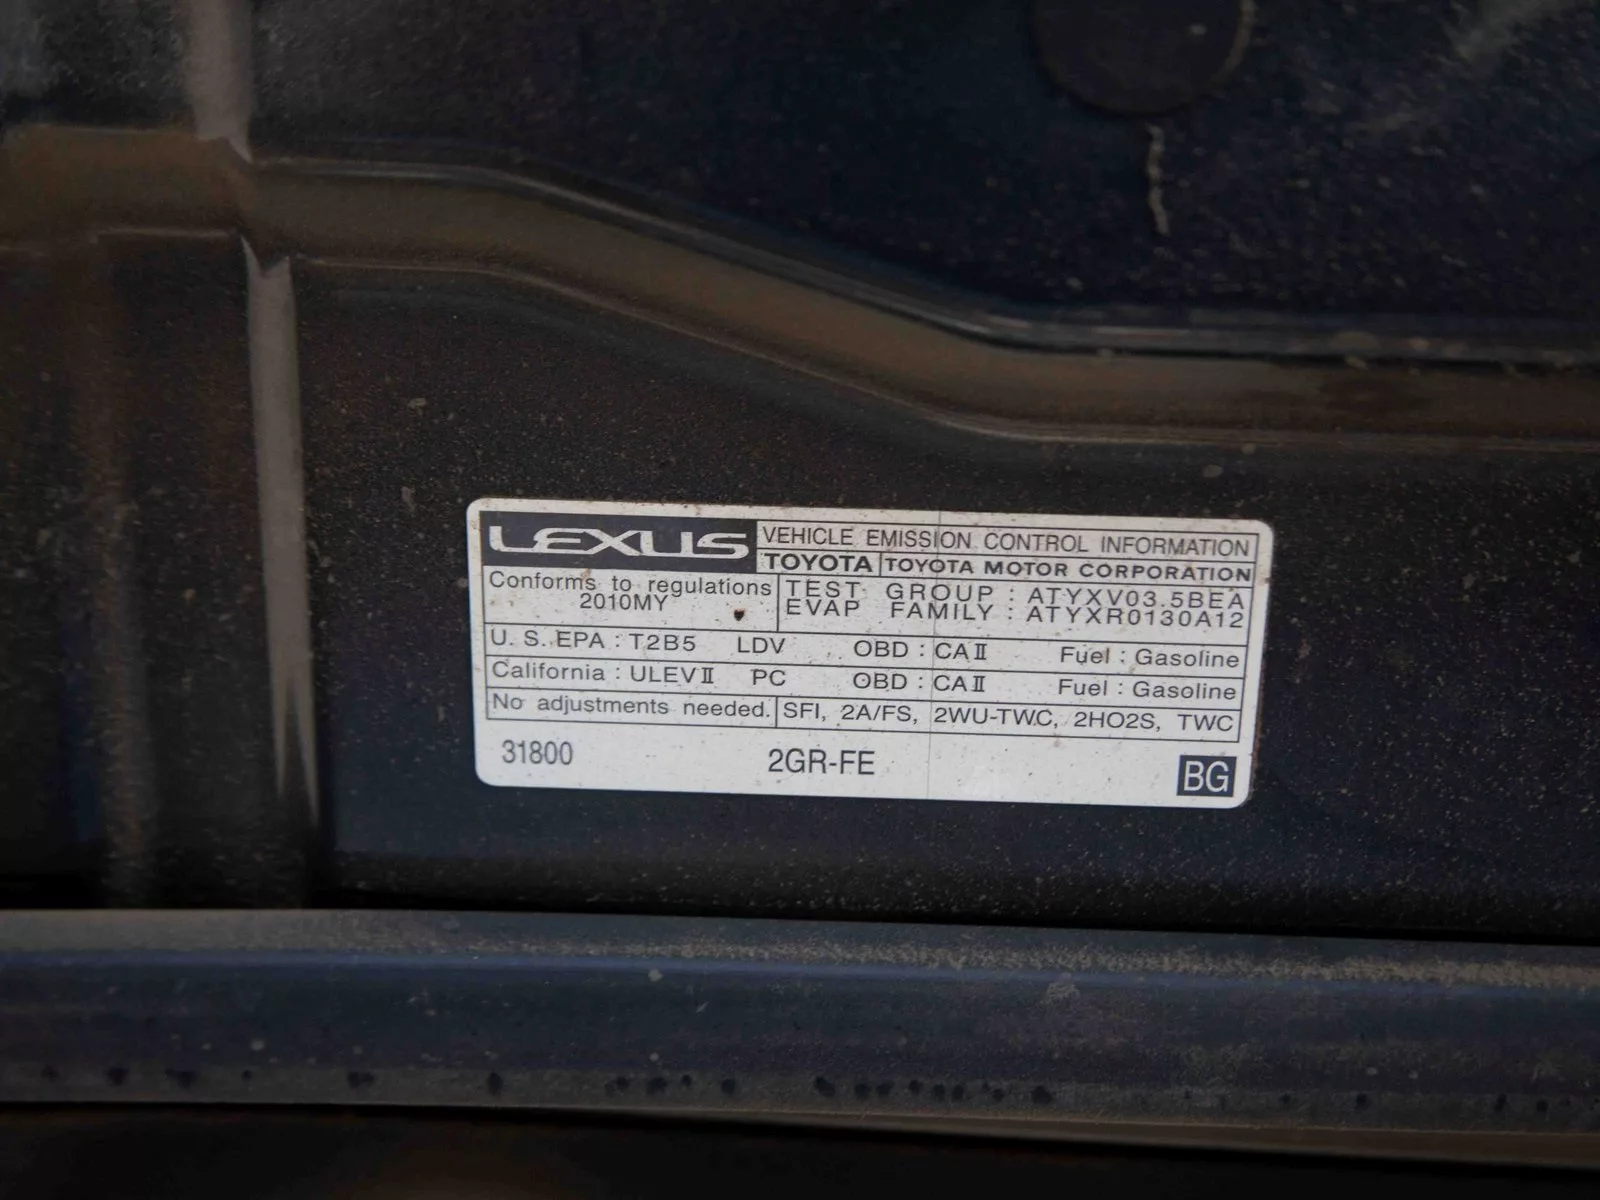 LEXUS VEHICLE EMISSION CONTROL INFORMATION
TOYOTA TOYOTA MOTOR CORPORATION
Conforms to regulations
2010MY
TEST GROUP : ATYXV03.5BEA
EVAP FAMILY : ATYXR0130A12
U. S. EPA : T2B5 LDV OBD : CAⅡ Fuel : Gasoline
California : ULEVⅡ PC OBD : CAⅡ Fuel : Gasoline
No adjustments needed. SFI, 2A/FS, 2WU-TWC, 2HO2S, TWC
31800 2GR-FE BG